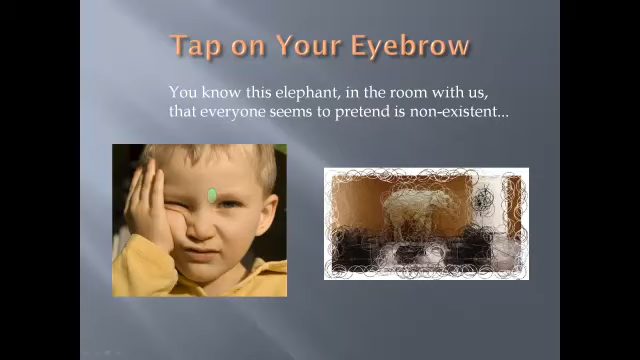 Tap on Your Eyebrow
You know this elephant, in the room with us,
that everyone seems to pretend is non-existent...